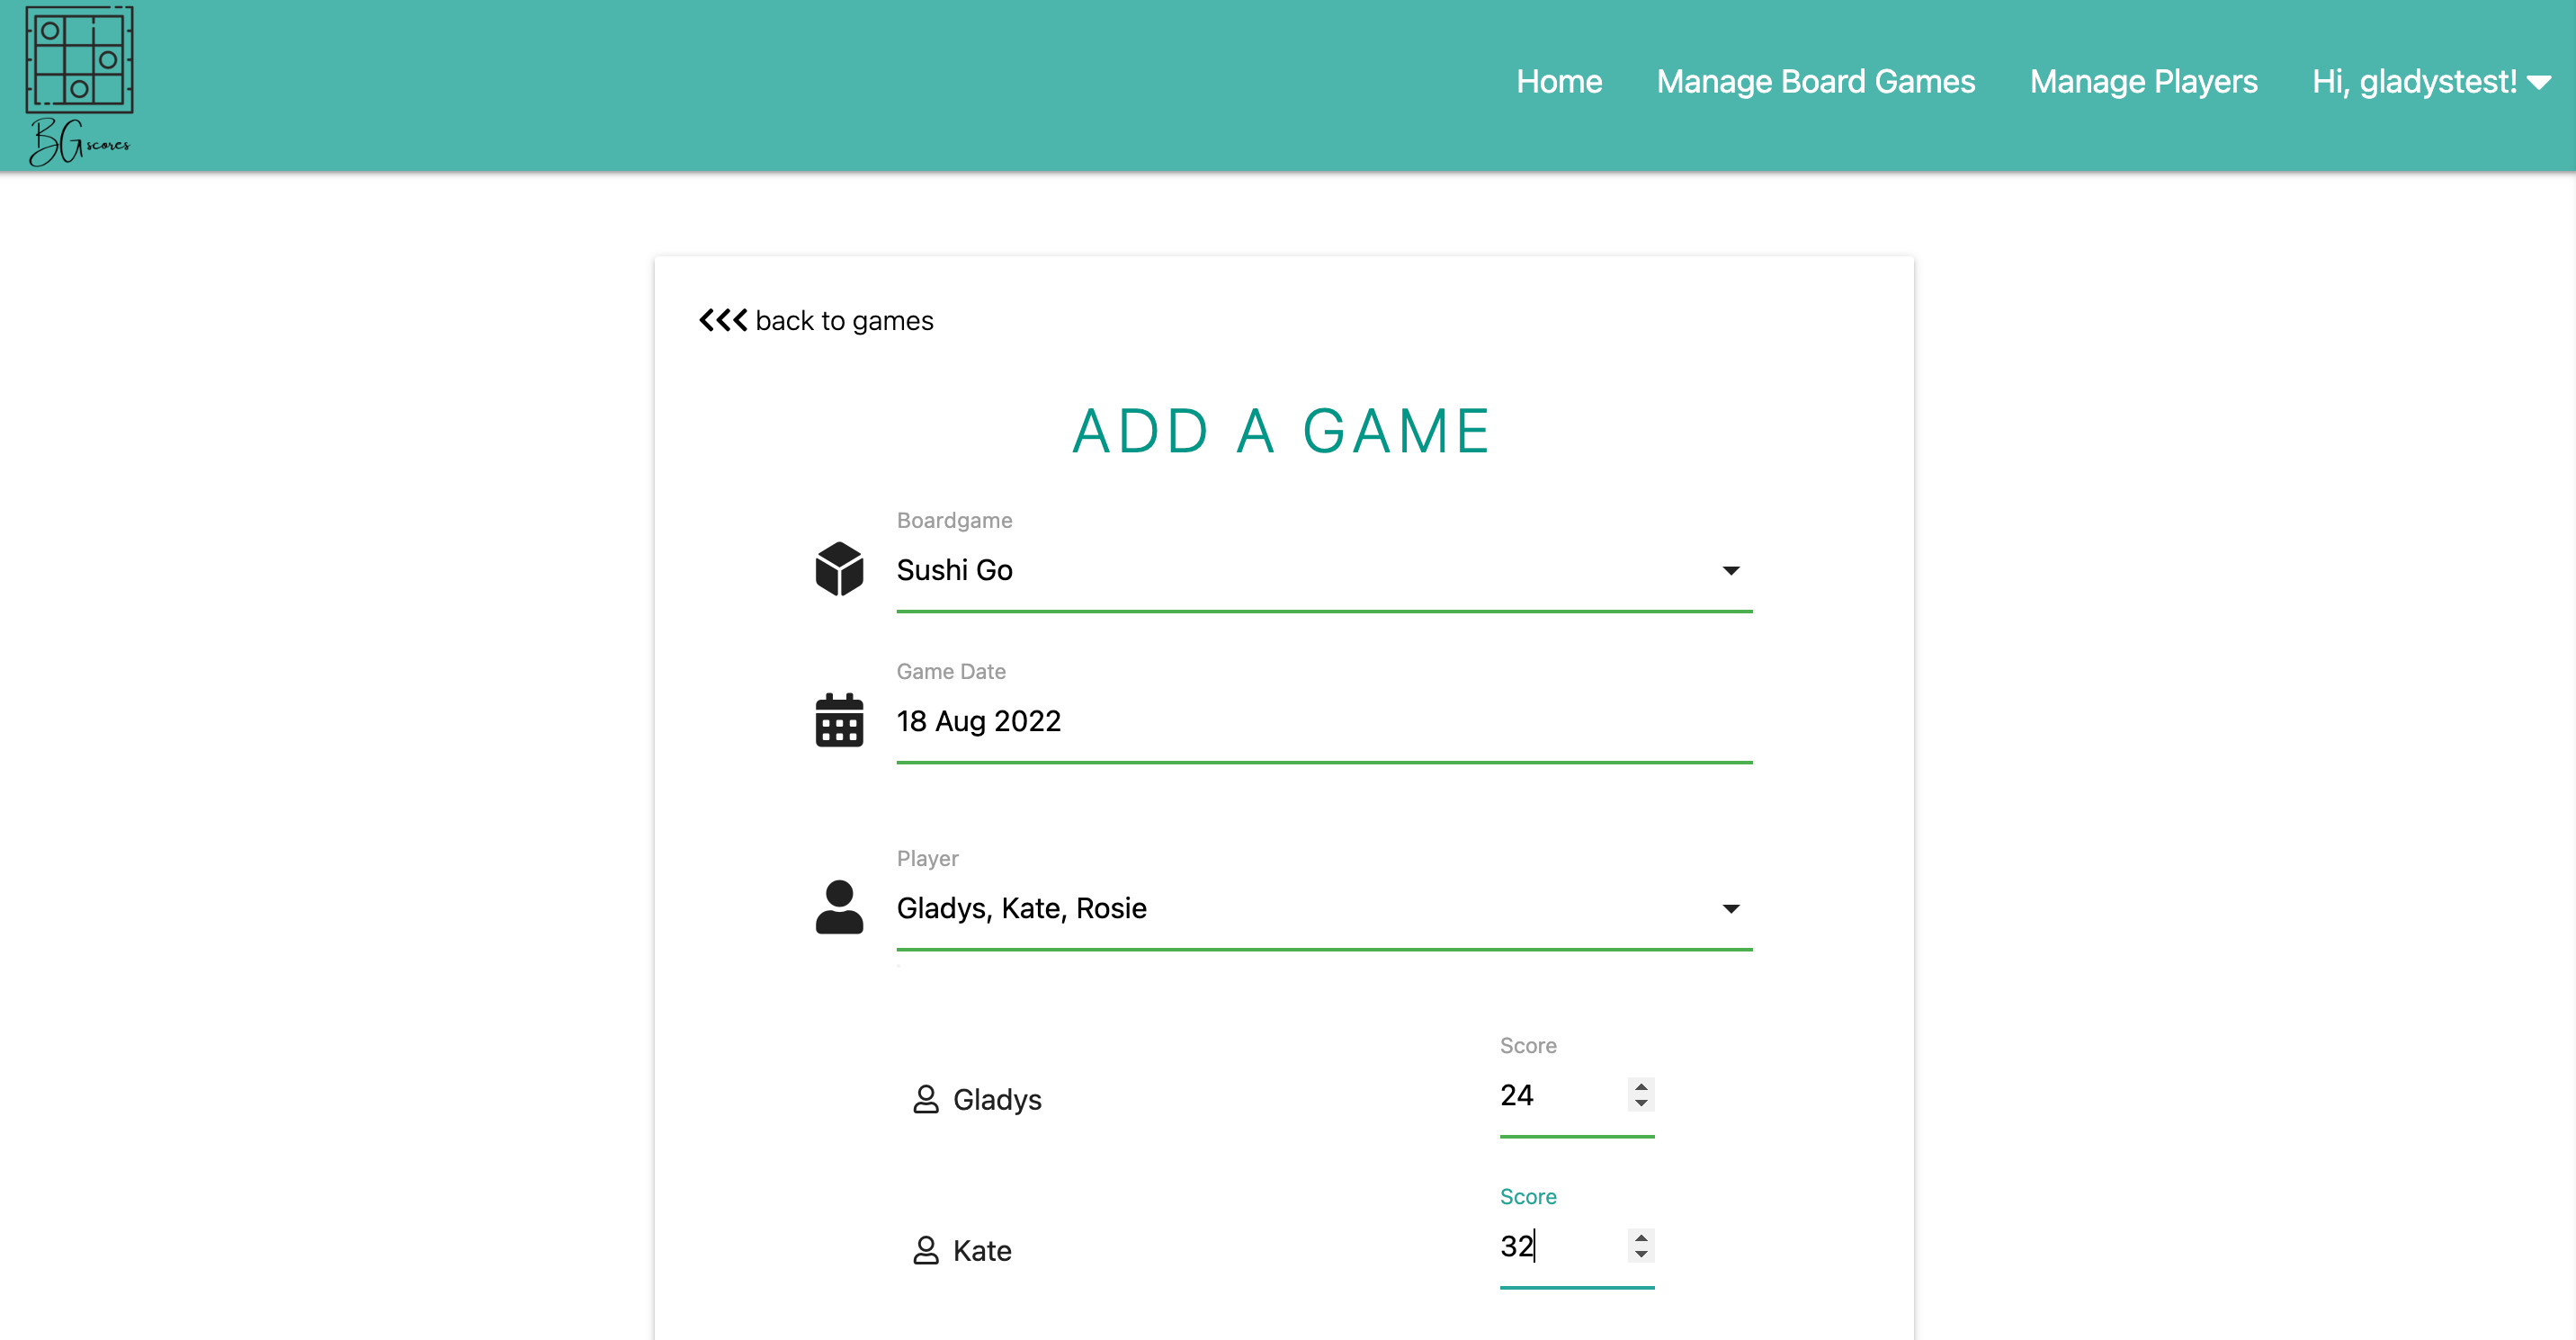 BG scores
Home Manage Board Games Manage Players Hi, gladystest!
back to games
ADD A GAME
Boardgame
Sushi Go
Game Date
18 Aug 2022
Player
Gladys, Kate, Rosie
Score
Gladys 24
Score
Kate 32